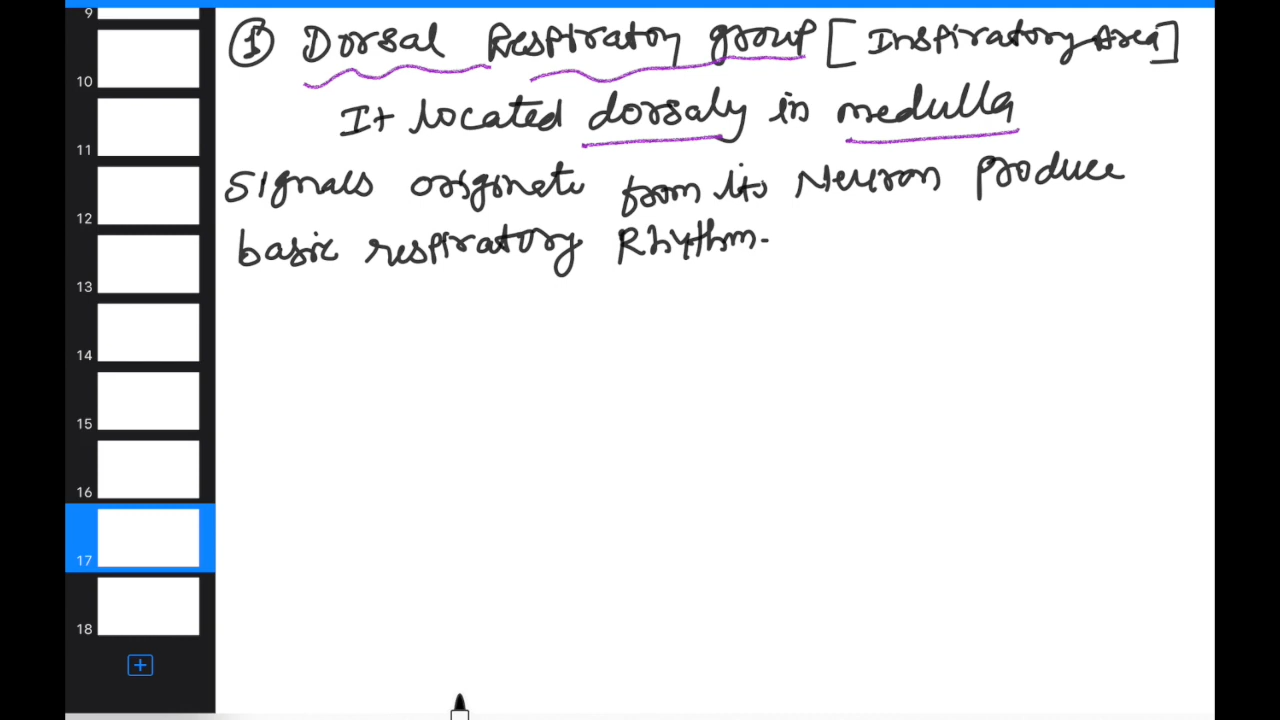 ① Dorsal Respiratory group [Inspiratory Area]
It located dorsaly in medulla
Signals originate from its Neuron produce
basic respiratory Rhythm.
9
10
11
12
13
14
15
16
17
18